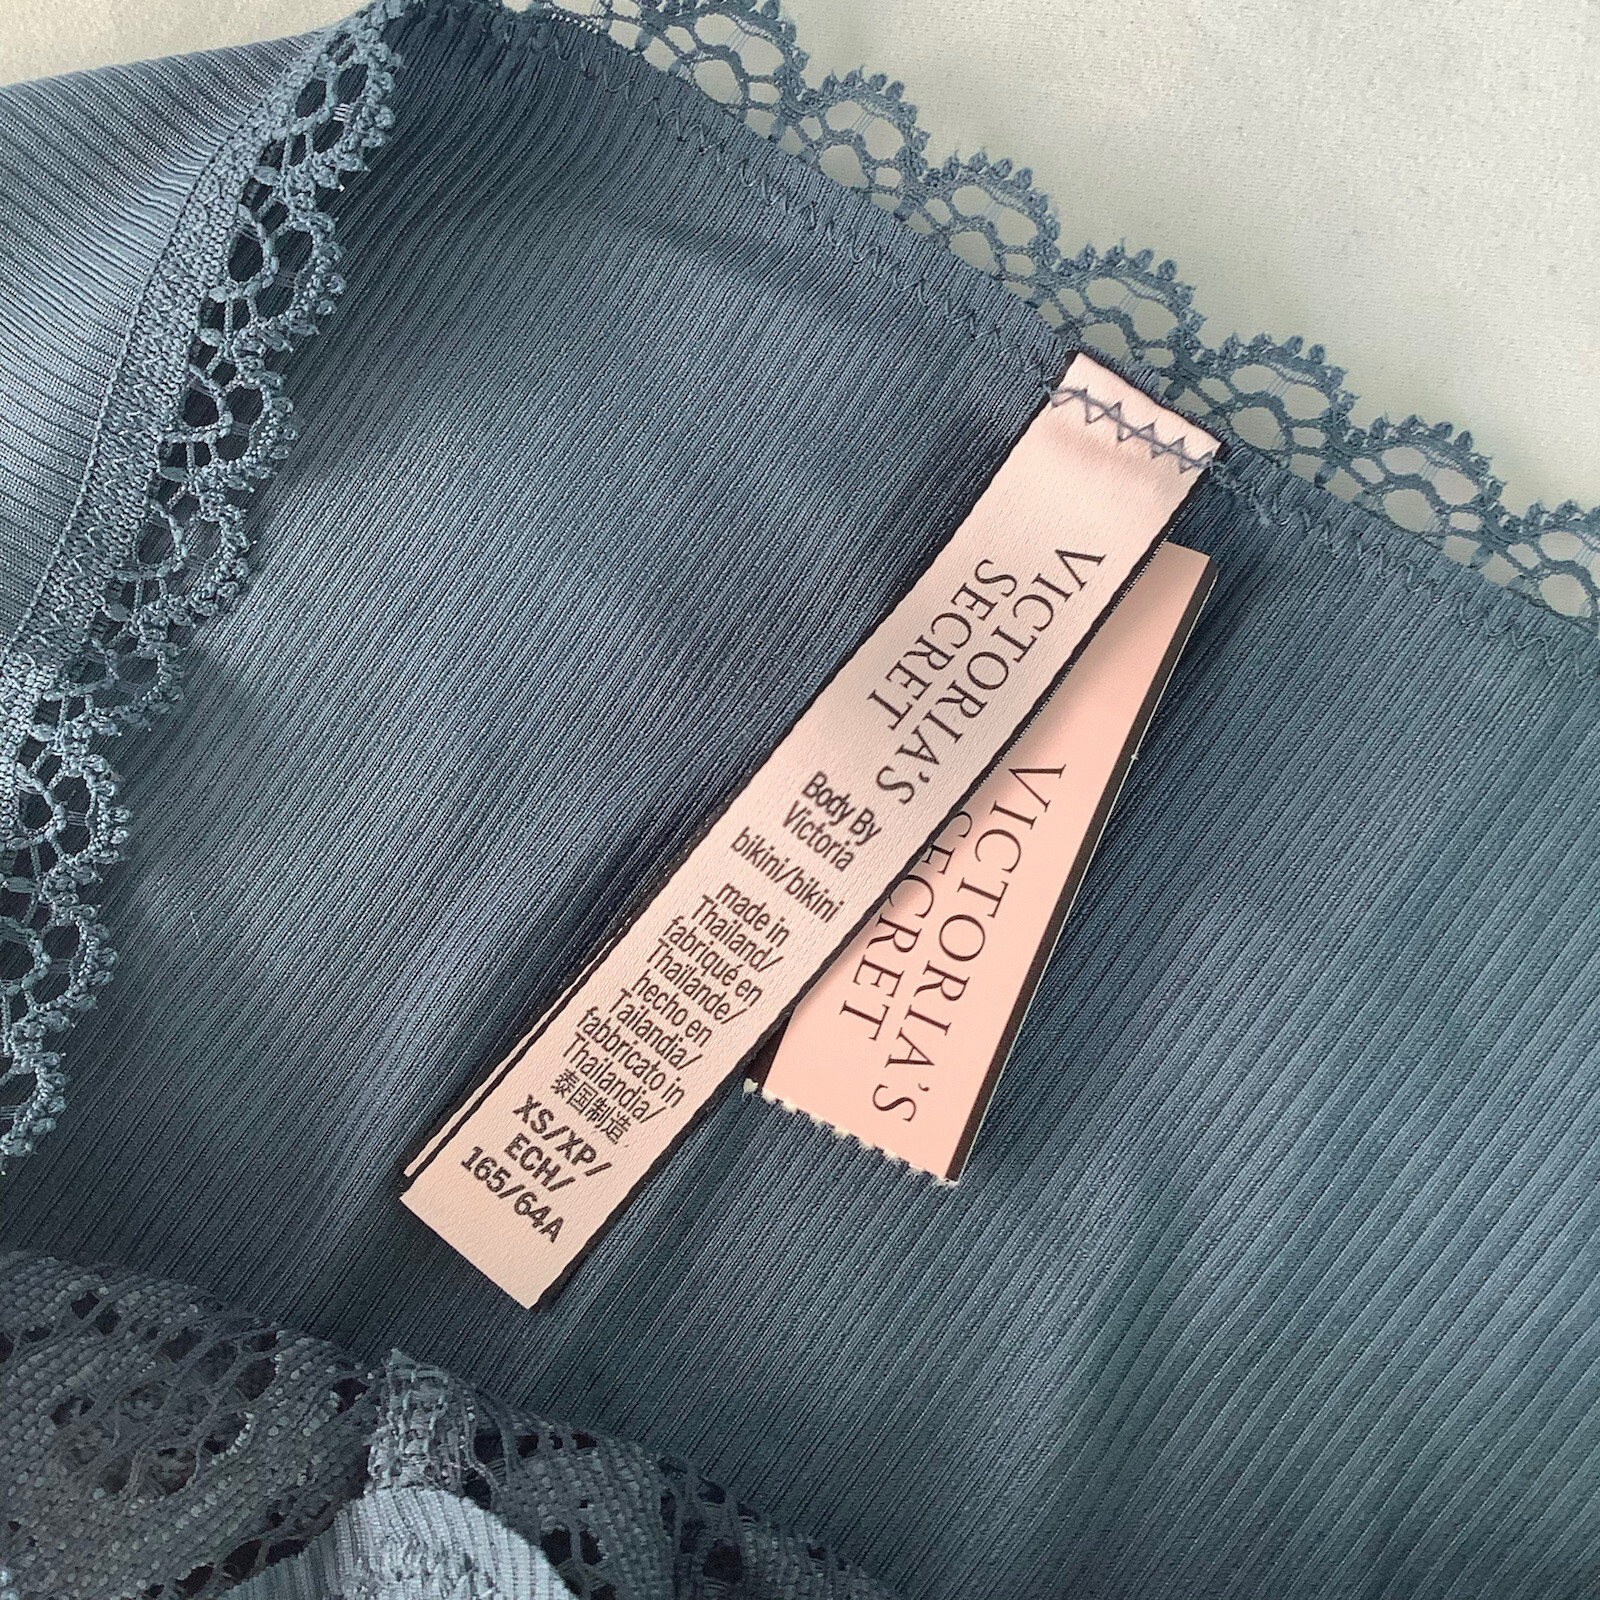 VICTORIA'S
SECRET
Body By
Victoria
bikini/bikini
made in
Thailand/
fabriqué en
Thaïlande/
hecho en
Tailandia/
fabbricato in
Thailandia/
泰国制造
XS/XP/
ECH/
165/64A
VICTORIA'S
SECRET